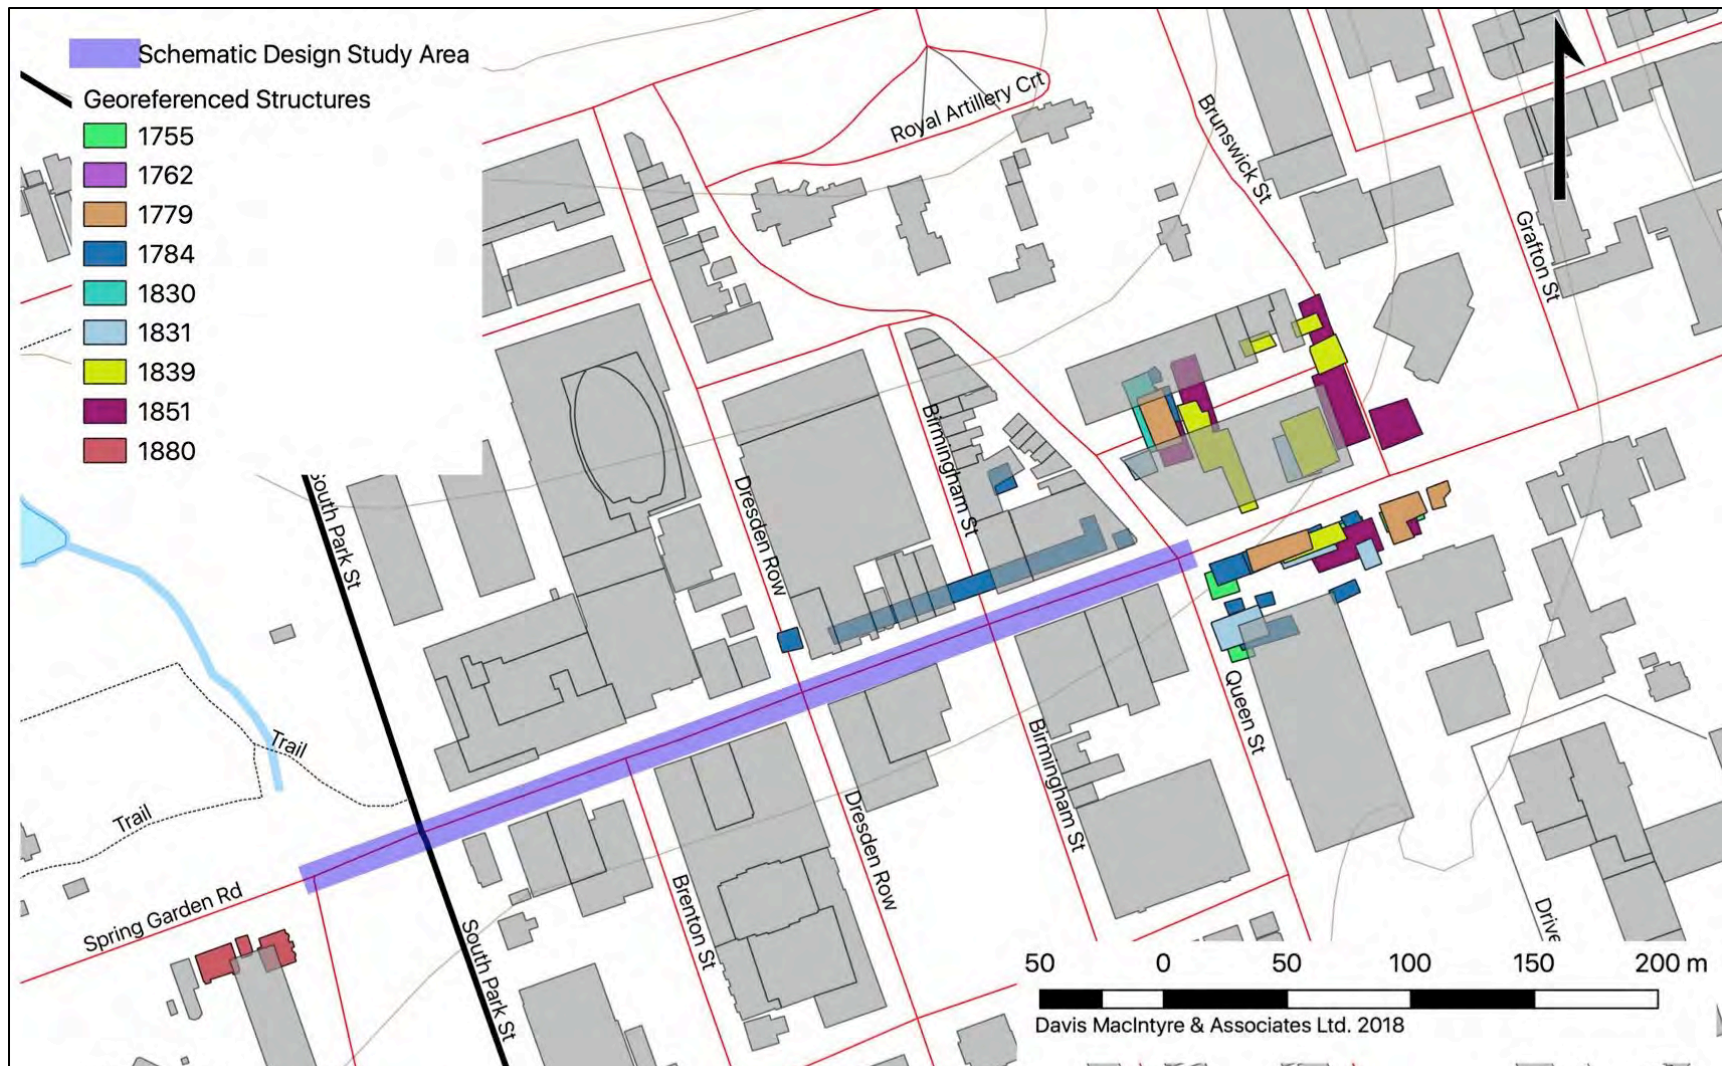 Schematic Design Study Area
Georeferenced Structures
1755
1762
1779
1784
1830
1831
1839
1851
1880
Royal Artillery Crt
Brunswick St
Grafton St
South Park St
Dresden Row
Birmingham St
Queen St
Trail
Trail
Birmingham St
Dresden Row
Brenton St
Spring Garden Rd
South Park St
Drive
50 0 50 100 150 200 m
Davis MacIntyre & Associates Ltd. 2018